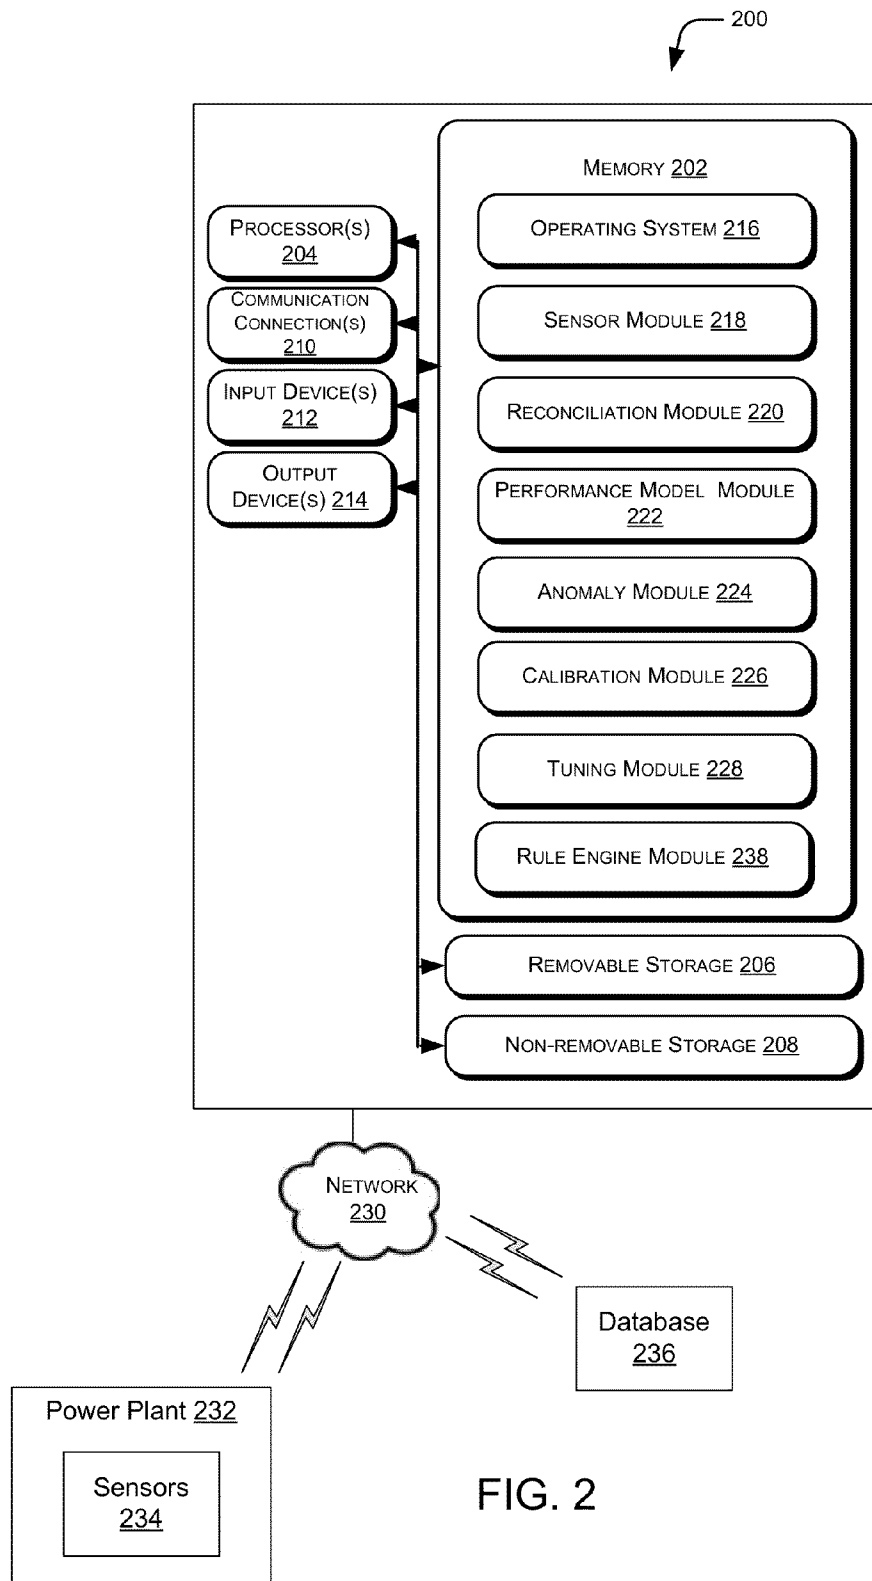 200
MEMORY 202
OPERATING SYSTEM 216
SENSOR MODULE 218
RECONCILIATION MODULE 220
PERFORMANCE MODEL MODULE
222
ANOMALY MODULE 224
CALIBRATION MODULE 226
TUNING MODULE 228
RULE ENGINE MODULE 238
PROCESSOR(S)
204
COMMUNICATION
CONNECTION(S)
210
INPUT DEVICE(S)
212
OUTPUT
DEVICE(S) 214
REMOVABLE STORAGE 206
NON-REMOVABLE STORAGE 208
NETWORK
230
Database
236
Power Plant 232
Sensors
234
FIG. 2